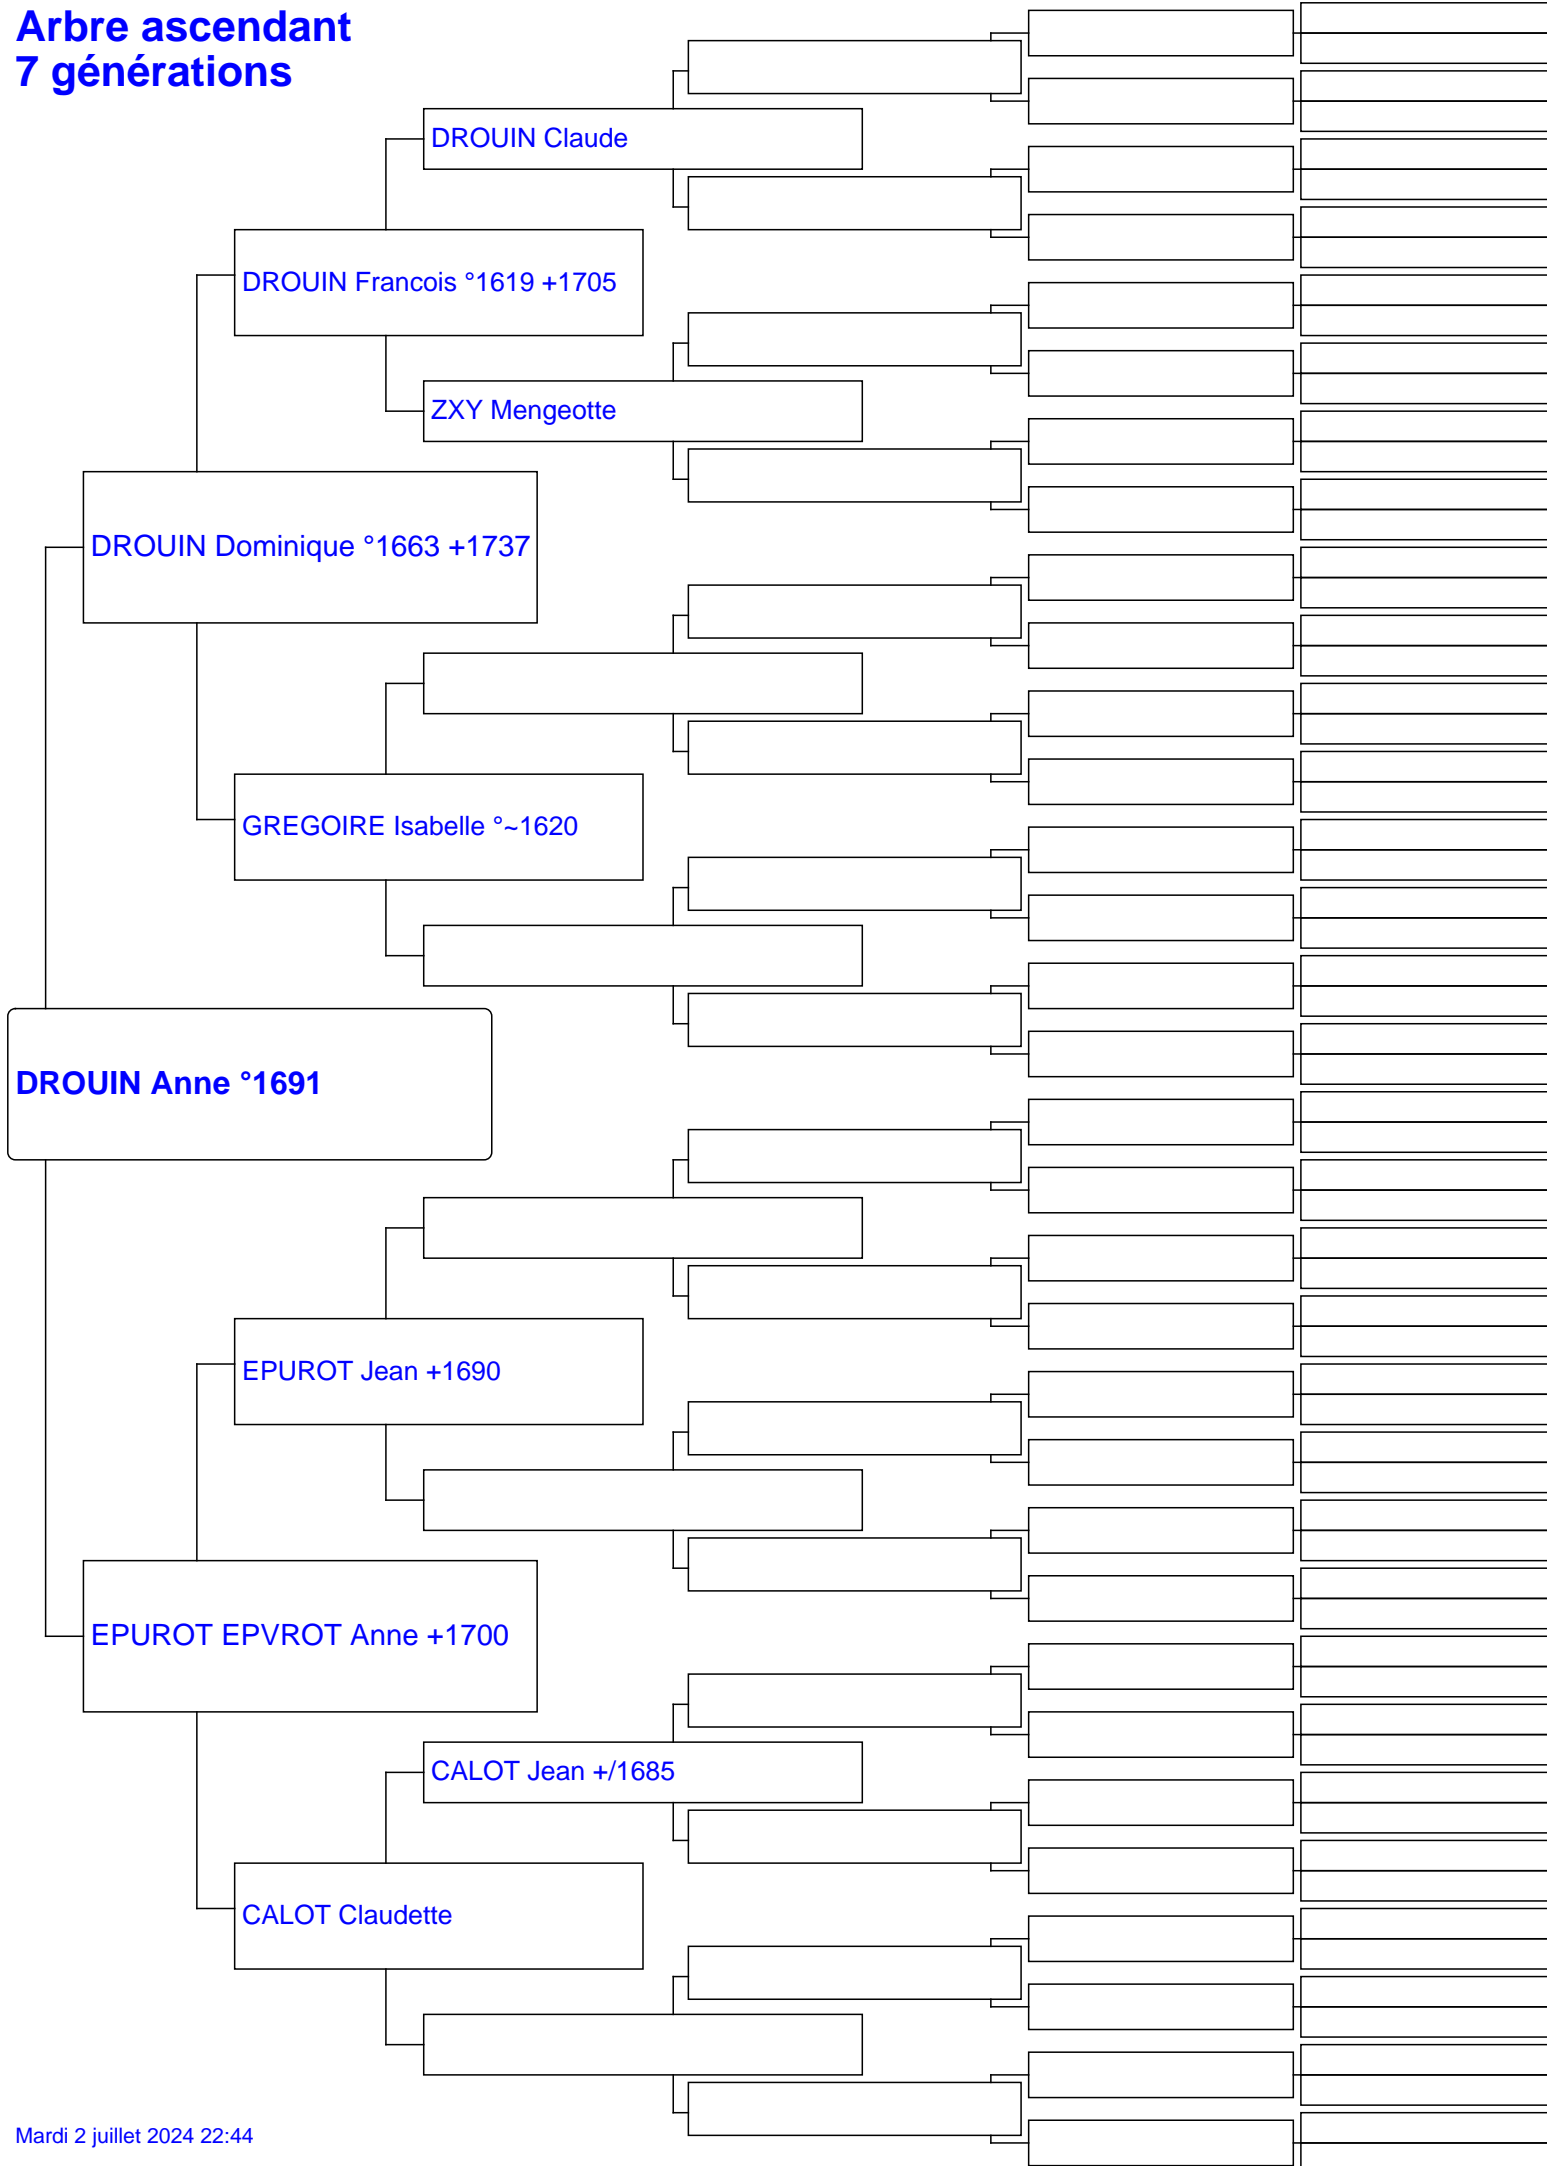 Arbre ascendant
7 générations
DROUIN Claude
DROUIN Francois °1619 +1705
ZXY Mengeotte
DROUIN Dominique °1663 +1737
GREGOIRE Isabelle °~1620
DROUIN Anne °1691
EPUROT Jean +1690
EPUROT EPVROT Anne +1700
CALOT Jean +/1685
CALOT Claudette
Mardi 2 juillet 2024 22:44